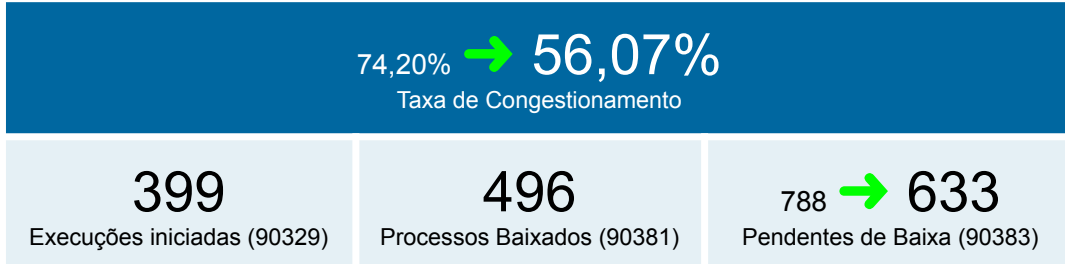 74,20% ➜ 56,07%
Taxa de Congestionamento
399
Execuções iniciadas (90329)
496
Processos Baixados (90381)
788 ➜ 633
Pendentes de Baixa (90383)